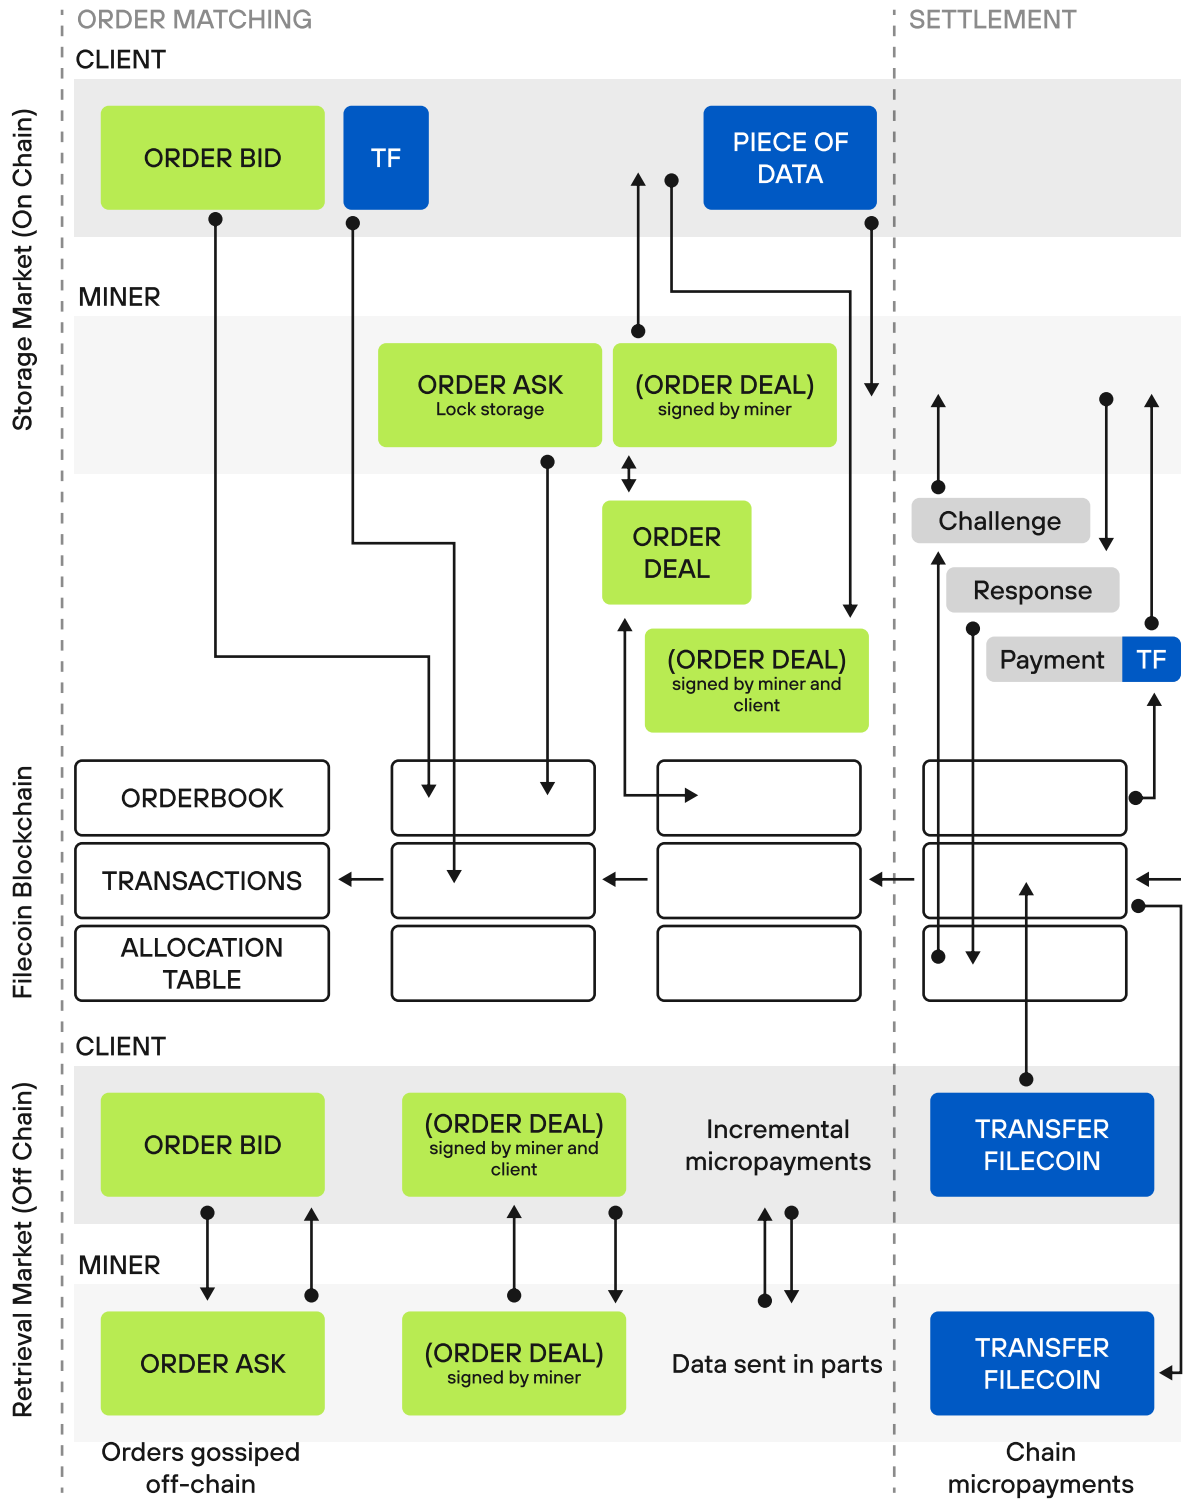 ORDER MATCHING
SETTLEMENT
CLIENT
Storage Market (On Chain)
ORDER BID
TF
PIECE OF
DATA
MINER
ORDER ASK
Lock storage
(ORDER DEAL)
signed by miner
ORDER
DEAL
Challenge
Response
(ORDER DEAL)
signed by miner and
client
Payment
TF
Filecoin Blockchain
ORDERBOOK
TRANSACTIONS
ALLOCATION
TABLE
CLIENT
Retrieval Market (Off Chain)
ORDER BID
(ORDER DEAL)
signed by miner and
client
Incremental
micropayments
TRANSFER
FILECOIN
MINER
ORDER ASK
(ORDER DEAL)
signed by miner
Data sent in parts
TRANSFER
FILECOIN
Orders gossiped
off-chain
Chain
micropayments